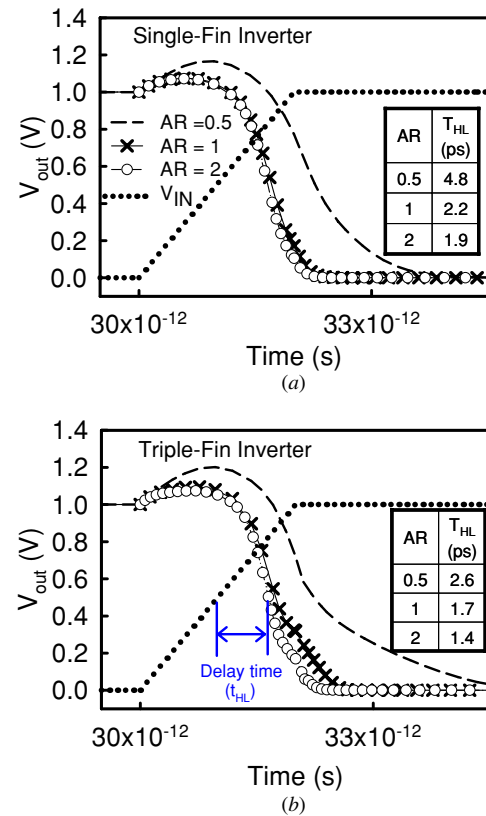 Single-Fin Inverter
1.4
1.2
1.0
0.8
0.6
0.4
0.2
0.0
V_out (V)
AR =0.5
AR = 1
AR = 2
V_IN
AR T_HL (ps)
0.5 4.8
1 2.2
2 1.9
30x10^-12 33x10^-12
Time (s)
(a)
Triple-Fin Inverter
1.4
1.2
1.0
0.8
0.6
0.4
0.2
0.0
V_out (V)
AR T_HL (ps)
0.5 2.6
1 1.7
2 1.4
Delay time
(t_HL)
30x10^-12 33x10^-12
Time (s)
(b)